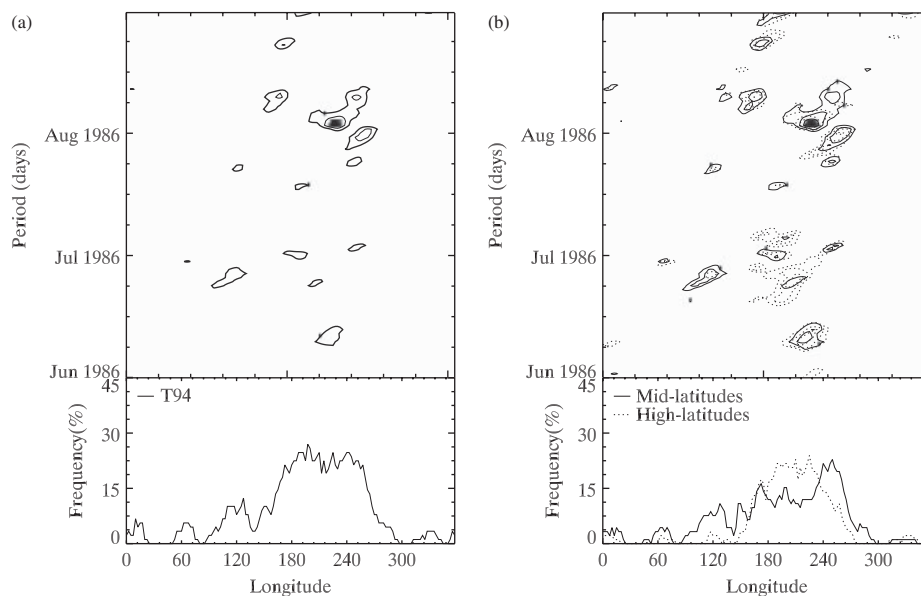 (a)
Period (days)
Aug 1986
Jul 1986
Jun 1986
Frequency(%)
45
30
15
0
T94
0 60 120 180 240 300
Longitude
(b)
Period (days)
Aug 1986
Jul 1986
Jun 1986
Frequency(%)
45
30
15
0
Mid-latitudes
High-latitudes
0 60 120 180 240 300
Longitude